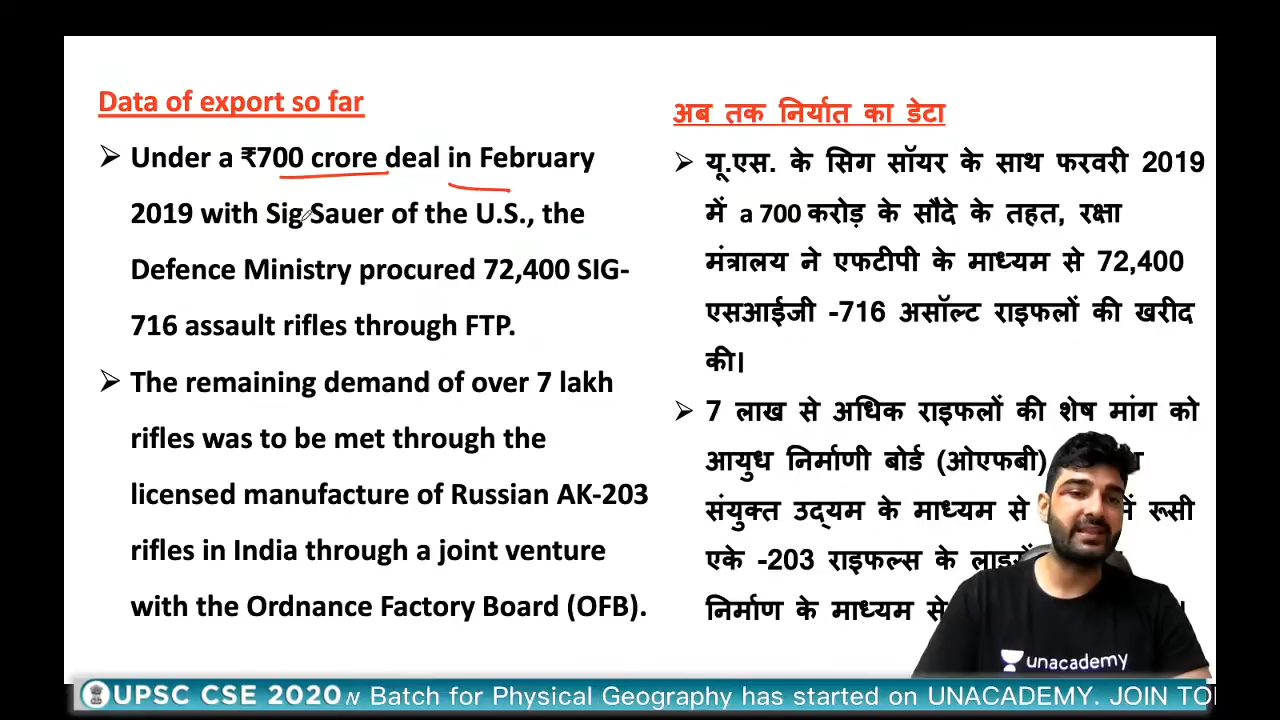 Data of export so far
➢ Under a ₹700 crore deal in February
2019 with Sig Sauer of the U.S., the
Defence Ministry procured 72,400 SIG-
716 assault rifles through FTP.
➢ The remaining demand of over 7 lakh
rifles was to be met through the
licensed manufacture of Russian AK-203
rifles in India through a joint venture
with the Ordnance Factory Board (OFB).
अब तक निर्यात का डेटा
➢ यू.एस. के सिग सॉयर के साथ फरवरी 2019
में a 700 करोड़ के सौदे के तहत, रक्षा
मंत्रालय ने एफटीपी के माध्यम से 72,400
एसआईजी -716 असॉल्ट राइफलों की खरीद
की।
➢ 7 लाख से अधिक राइफलों की शेष मांग को
आयुध निर्माणी बोर्ड (ओएफबी)
संयुक्त उद्यम के माध्यम से में रूसी
एके -203 राइफल्स के
निर्माण के माध्यम से
unacademy
UPSC CSE 2020 Batch for Physical Geography has started on UNACADEMY. JOIN